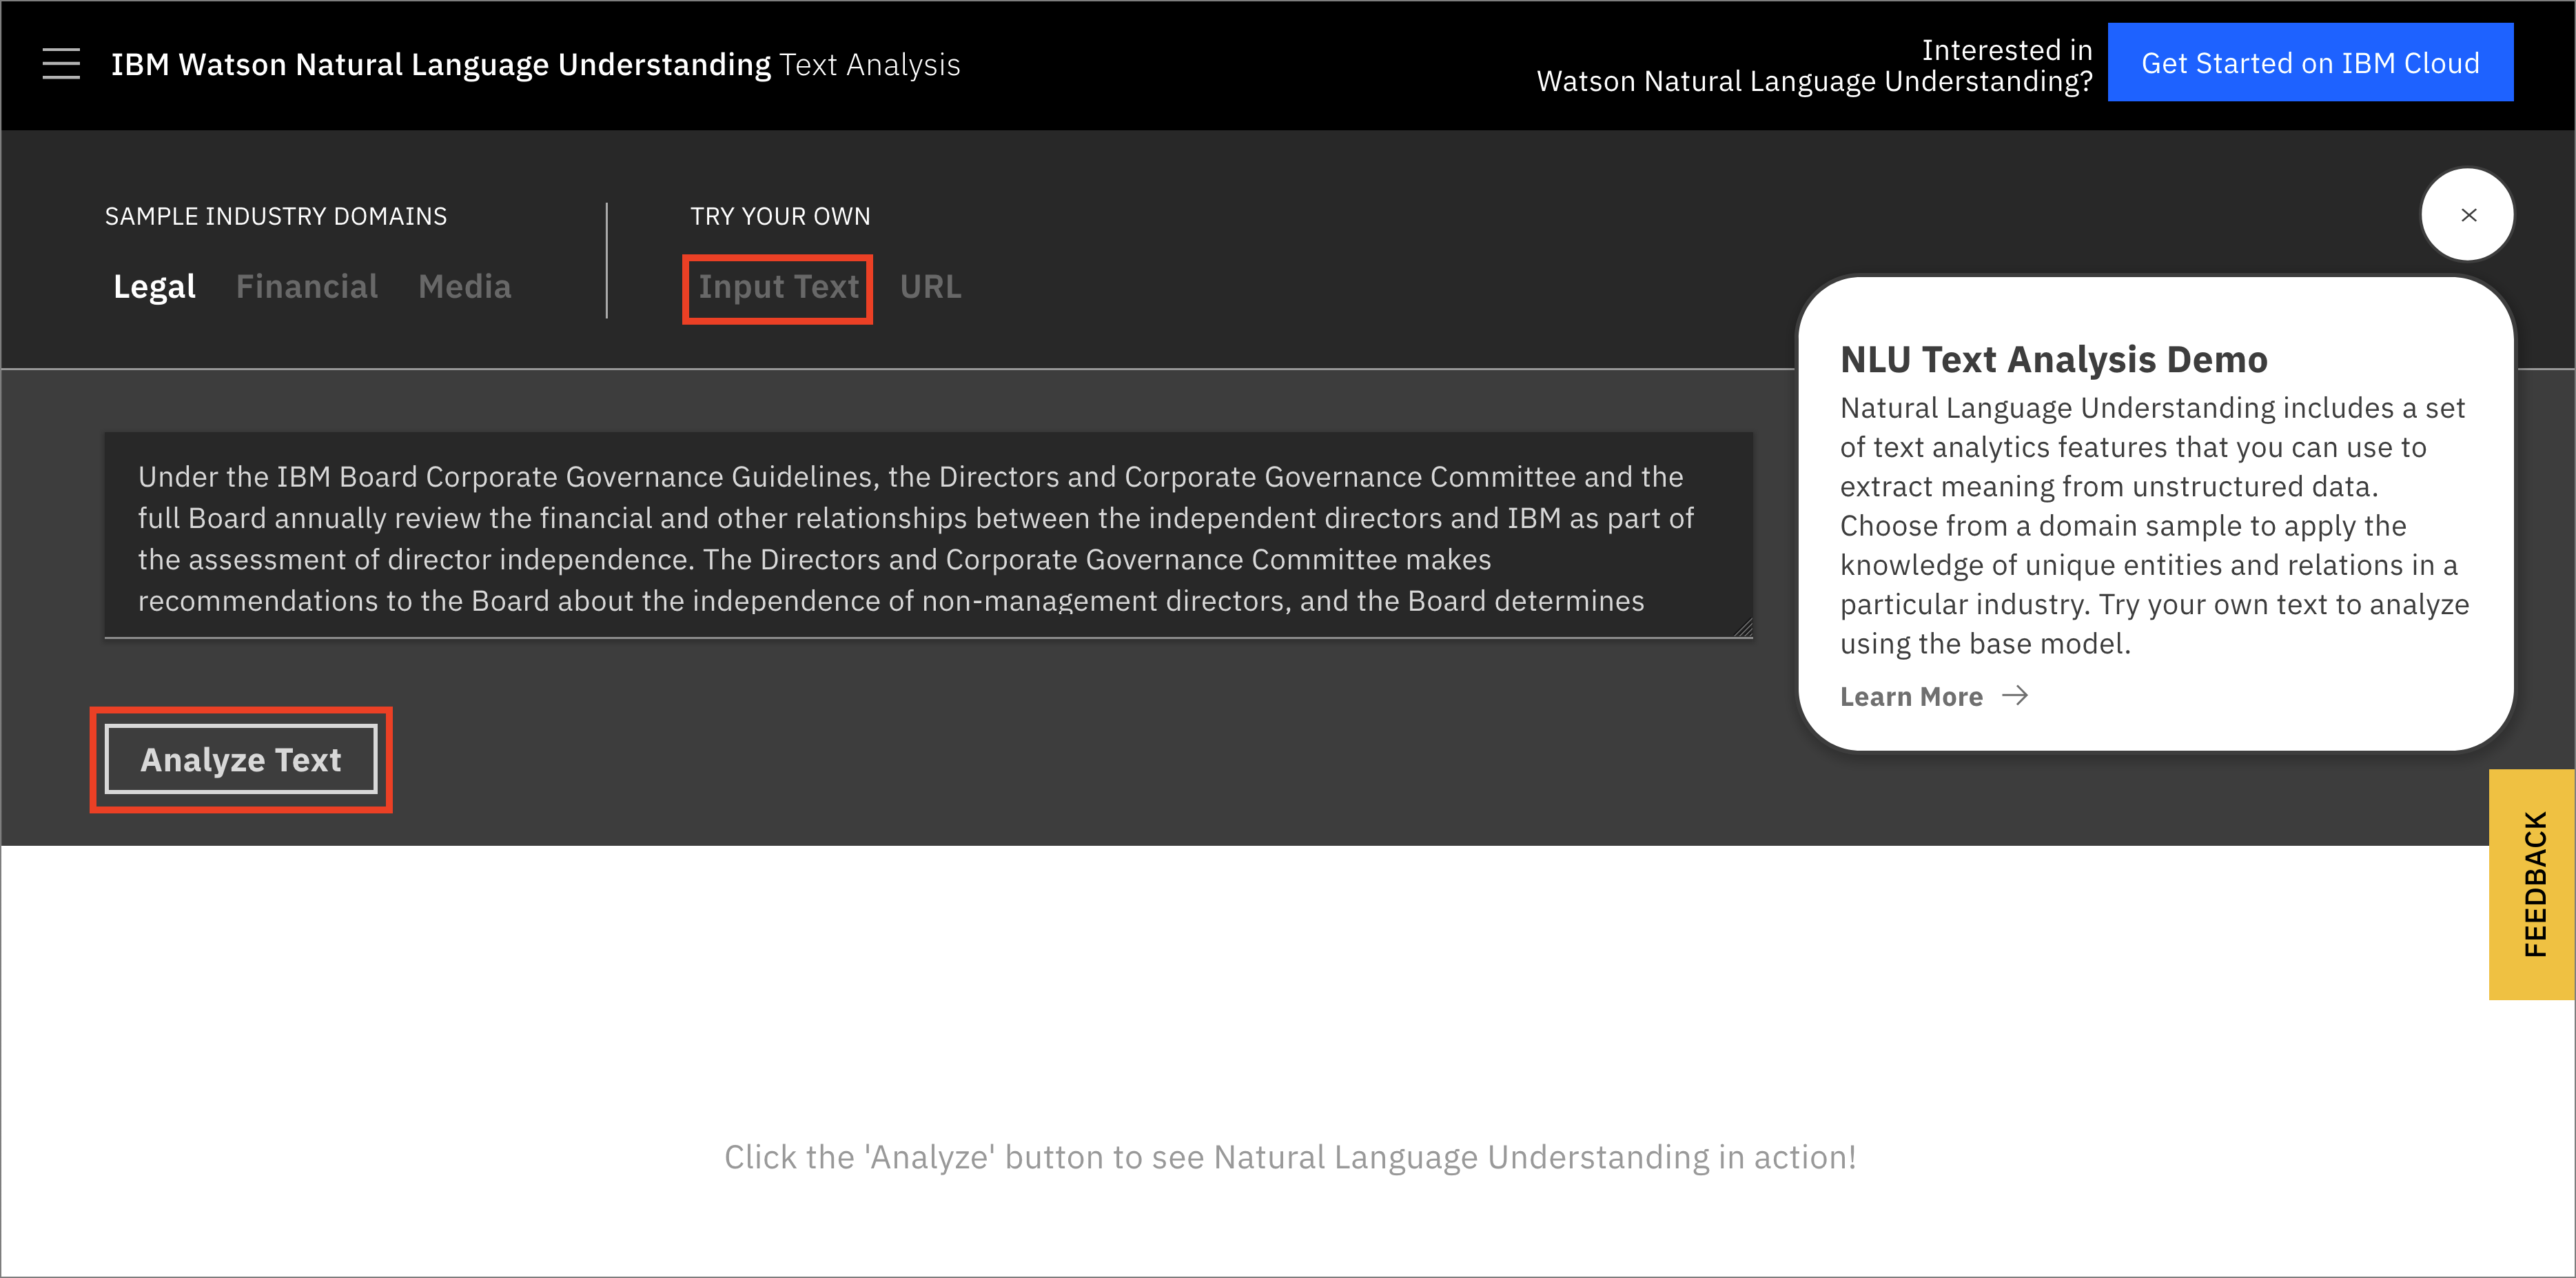 IBM Watson Natural Language Understanding Text Analysis
Interested in
Watson Natural Language Understanding?
Get Started on IBM Cloud
SAMPLE INDUSTRY DOMAINS
Legal Financial Media
TRY YOUR OWN
Input Text URL
Under the IBM Board Corporate Governance Guidelines, the Directors and Corporate Governance Committee and the
full Board annually review the financial and other relationships between the independent directors and IBM as part of
the assessment of director independence. The Directors and Corporate Governance Committee makes
recommendations to the Board about the independence of non-management directors, and the Board determines
Analyze Text
NLU Text Analysis Demo
Natural Language Understanding includes a set
of text analytics features that you can use to
extract meaning from unstructured data.
Choose from a domain sample to apply the
knowledge of unique entities and relations in a
particular industry. Try your own text to analyze
using the base model.
Learn More →
FEEDBACK
Click the 'Analyze' button to see Natural Language Understanding in action!